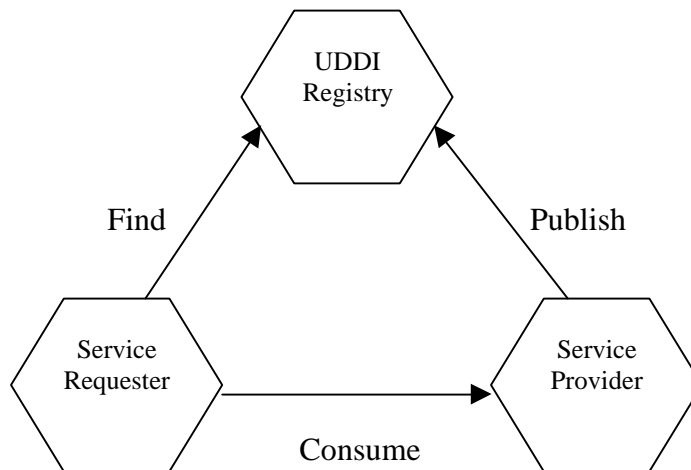 UDDI
Registry
Find
Publish
Service
Requester
Service
Provider
Consume